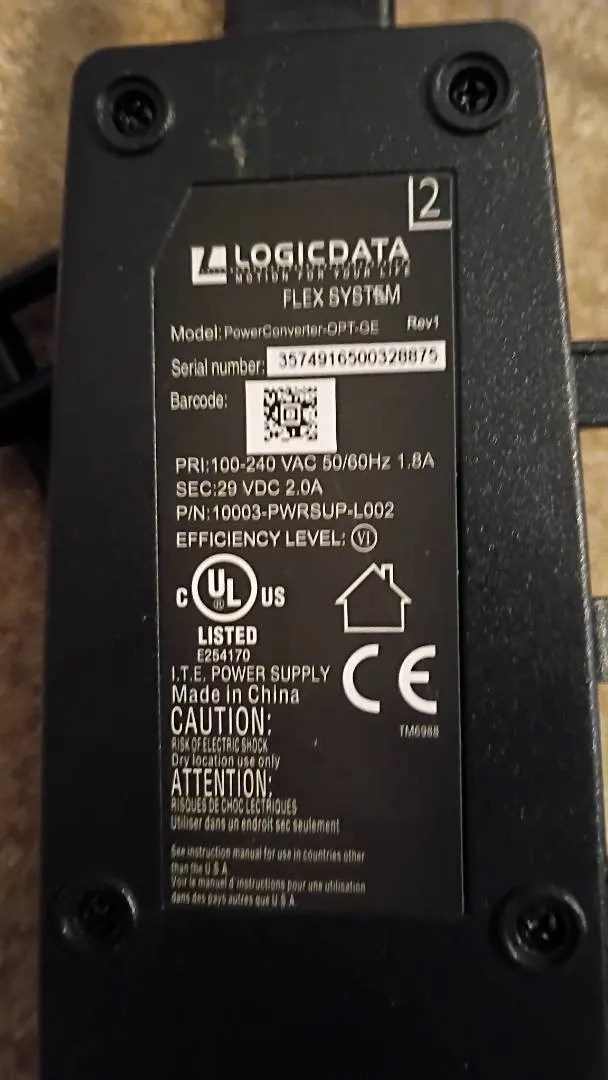 2
LOGICDATA
MOTION FOR YOUR LIFE
FLEX SYSTEM
Model: PowerConverter-OPT-GE Rev1
Serial number: 3574916500328875
Barcode:
PRI:100-240 VAC 50/60Hz 1.8A
SEC:29 VDC 2.0A
P/N:10003-PWRSUP-L002
EFFICIENCY LEVEL: VI
C UL US
LISTED
E254170
I.T.E. POWER SUPPLY
Made in China
CE
TM6988
CAUTION:
RISK OF ELECTRIC SHOCK
Dry location use only
ATTENTION:
RISQUES DE CHOC LECTRIQUES
Utiliser dans un endroit sec seulement
See instruction manual for use in countries other
than the U.S.A.
Voir le manuel d'instructions pour une utilisation
dans des pays autres que U.S.A.